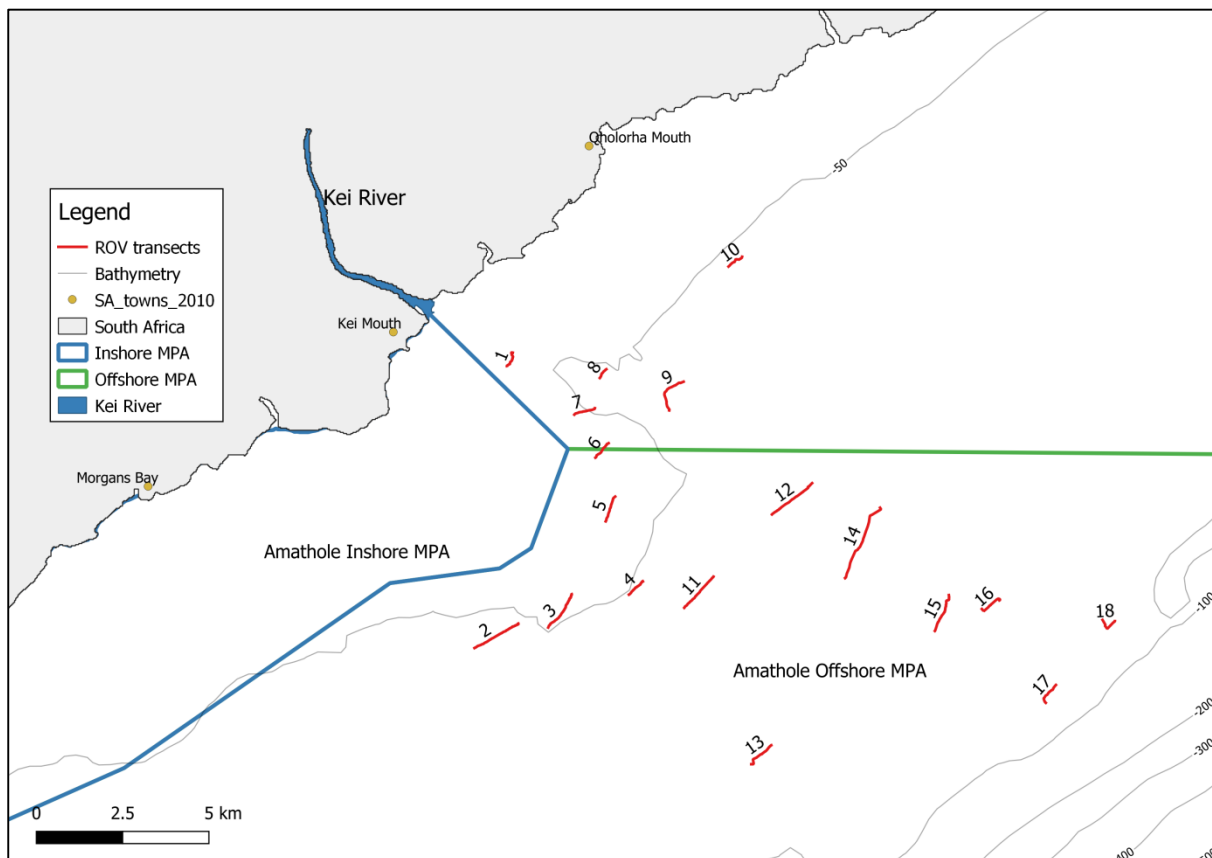 Qholorha Mouth
-50
Kei River
Legend
ROV transects
Bathymetry
SA_towns_2010
South Africa
Inshore MPA
Offshore MPA
Kei River
10
Kei Mouth
1
8
9
7
6
Morgans Bay
12
5
14
Amathole Inshore MPA
4
11
3
15
16
-100
18
2
Amathole Offshore MPA
17
-200
13
-300
0 2.5 5 km